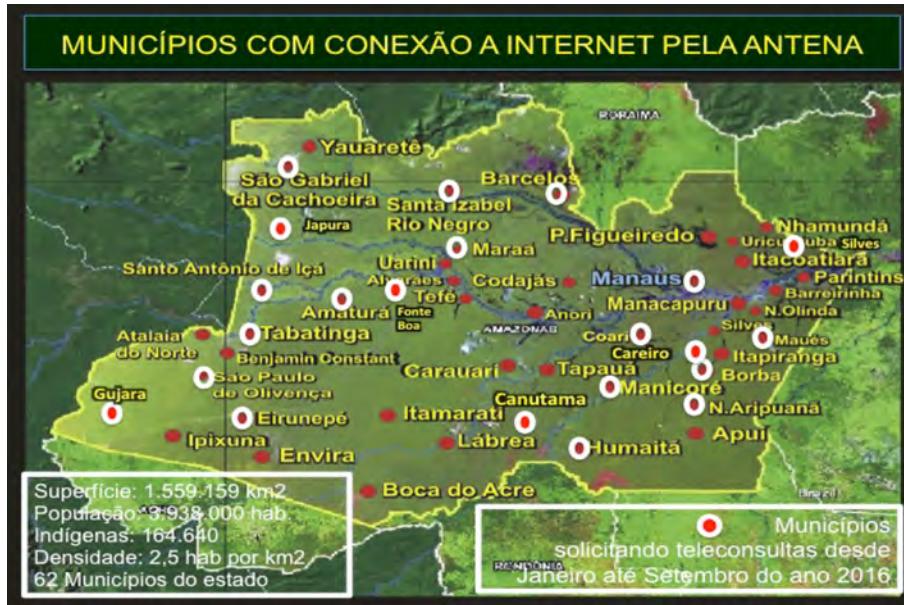 MUNICÍPIOS COM CONEXÃO A INTERNET PELA ANTENA
RORAIMA
Yauaretê
São Gabriel
da Cachoeira
Barcelos
Santa Izabel
Rio Negro
Japura
Nhamundá
P.Figueiredo
Silves
Maraã
Itacoatiará
Uarini
Santo Antônio de Içá
Manaús
Parintins
Codajás
Barreirinha
Tefé
Manacapuru
Amaturá
Fonte
Boa
Anori
N.Olinda
AMAZONAS
Silves
Atalaia
do Norte
Tabatinga
Coari
Maués
Benjamin Constant
Careiro
Itapiranga
Carauari
Tapauá
Borba
São Paulo
de Olivença
Gujara
Manicoré
Canutama
N.Aripuanã
Eirunepé
Itamarati
Ipixuna
Lábrea
Humaitá
Apuí
Envira
Boca do Acre
Superfície: 1.559.159 km2
População: 3.938.000 hab.
Indígenas: 164.640
Densidade: 2,5 hab por km2
62 Municípios do estado
Municípios
solicitando teleconsultas desde
Janeiro até Setembro do ano 2016
RONDÔNIA